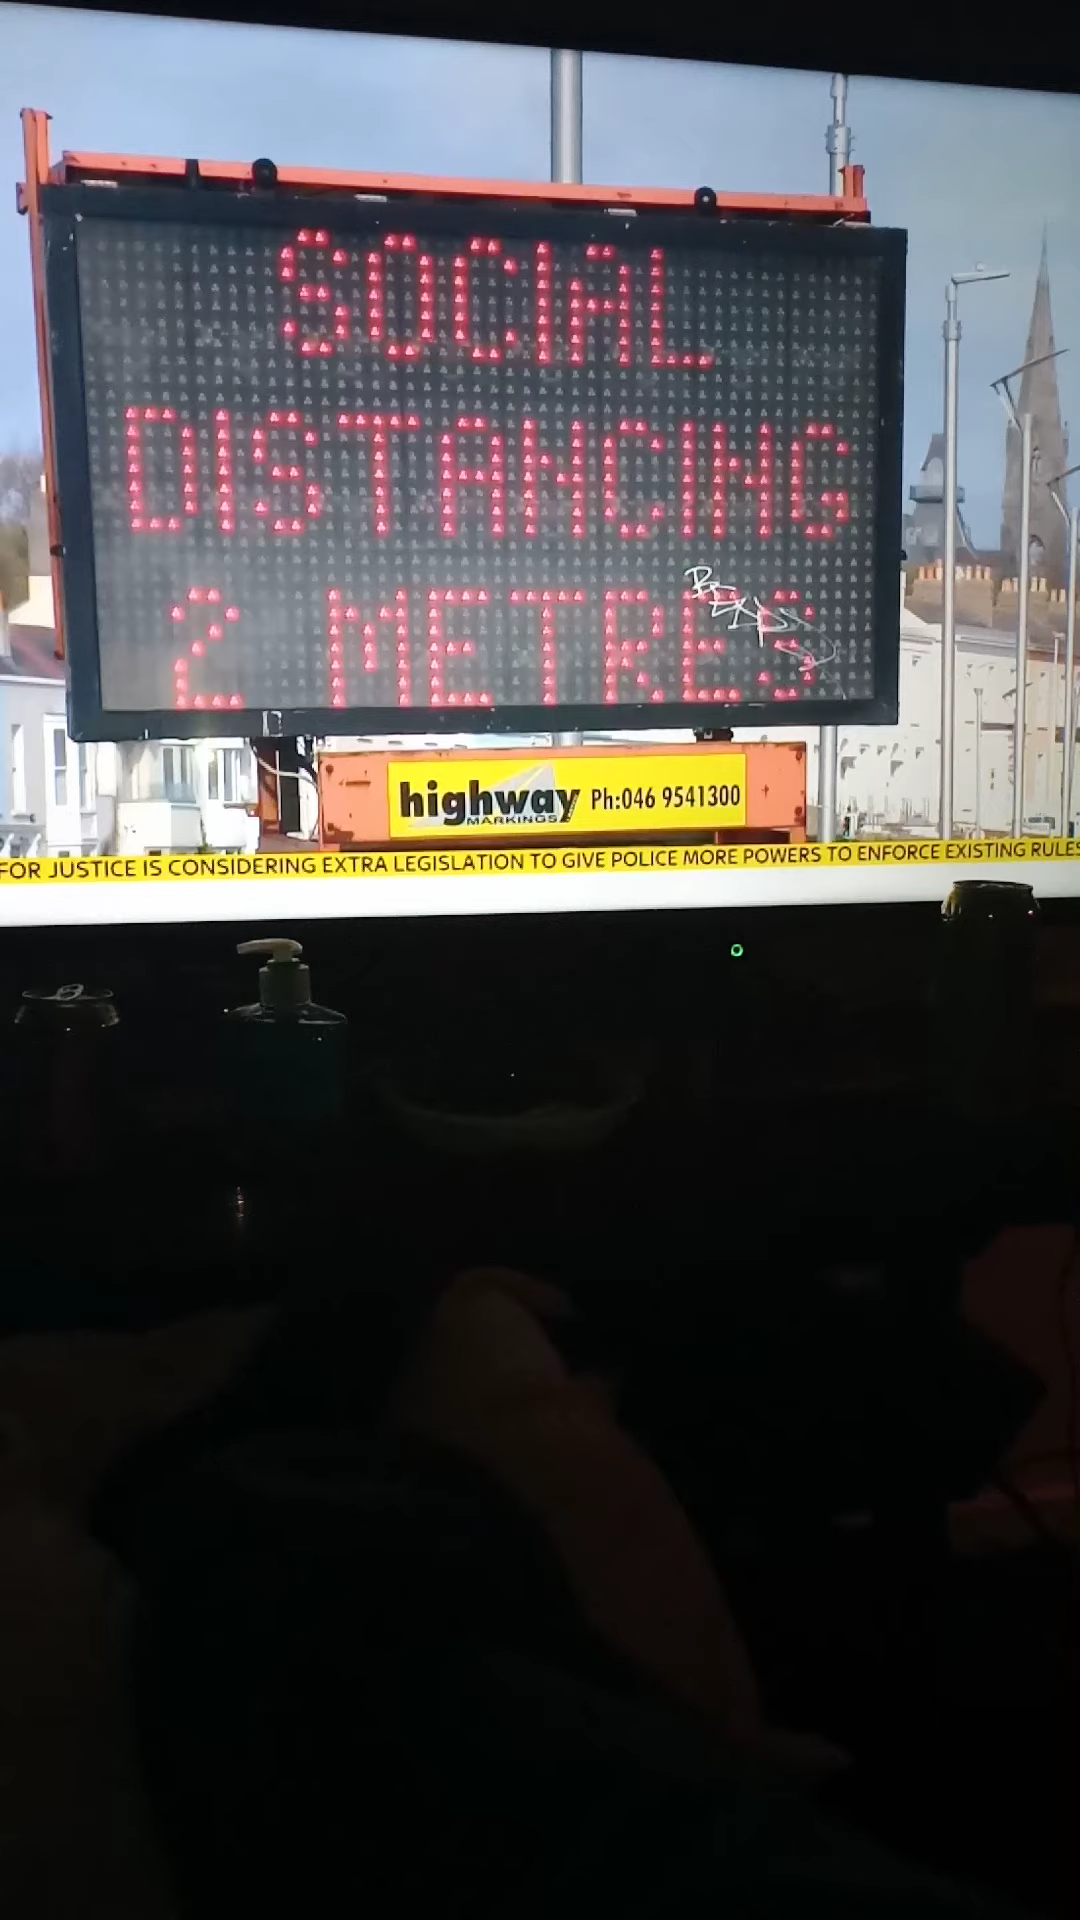 SOCIAL
DISTANCING
2 METRES
highway
MARKINGS
Ph:046 9541300
FOR JUSTICE IS CONSIDERING EXTRA LEGISLATION TO GIVE POLICE MORE POWERS TO ENFORCE EXISTING RULES